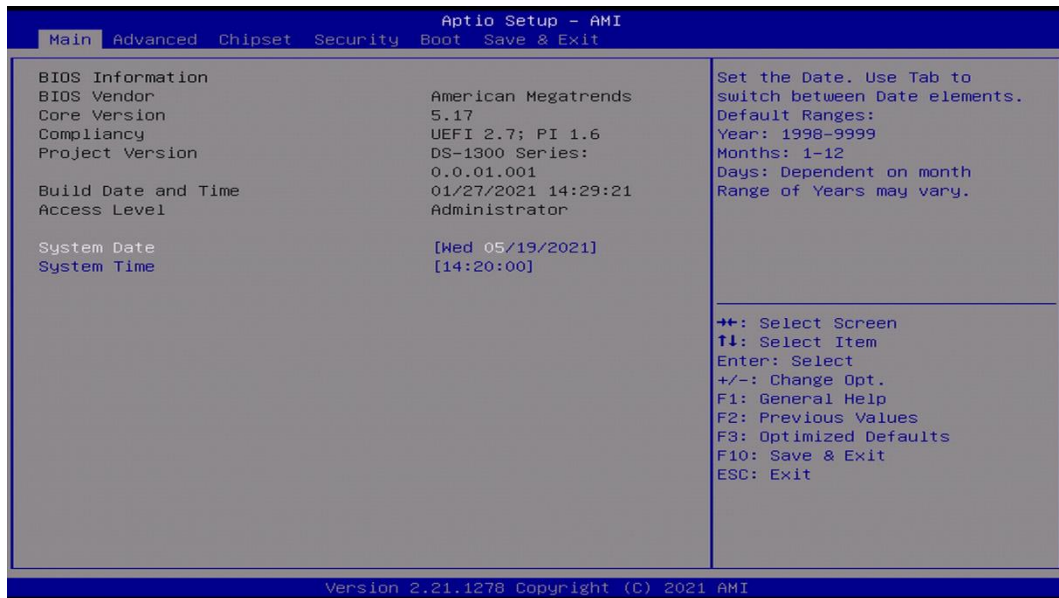 Aptio Setup – AMI
Main Advanced Chipset Security Boot Save & Exit
BIOS Information
BIOS Vendor American Megatrends
Core Version 5.17
Compliancy UEFI 2.7; PI 1.6
Project Version DS-1300 Series:
0.0.01.001
Build Date and Time 01/27/2021 14:29:21
Access Level Administrator
System Date [Wed 05/19/2021]
System Time [14:20:00]
Set the Date. Use Tab to
switch between Date elements.
Default Ranges:
Year: 1998-9999
Months: 1-12
Days: Dependent on month
Range of Years may vary.
→←: Select Screen
↑↓: Select Item
Enter: Select
+/-: Change Opt.
F1: General Help
F2: Previous Values
F3: Optimized Defaults
F10: Save & Exit
ESC: Exit
Version 2.21.1278 Copyright (C) 2021 AMI